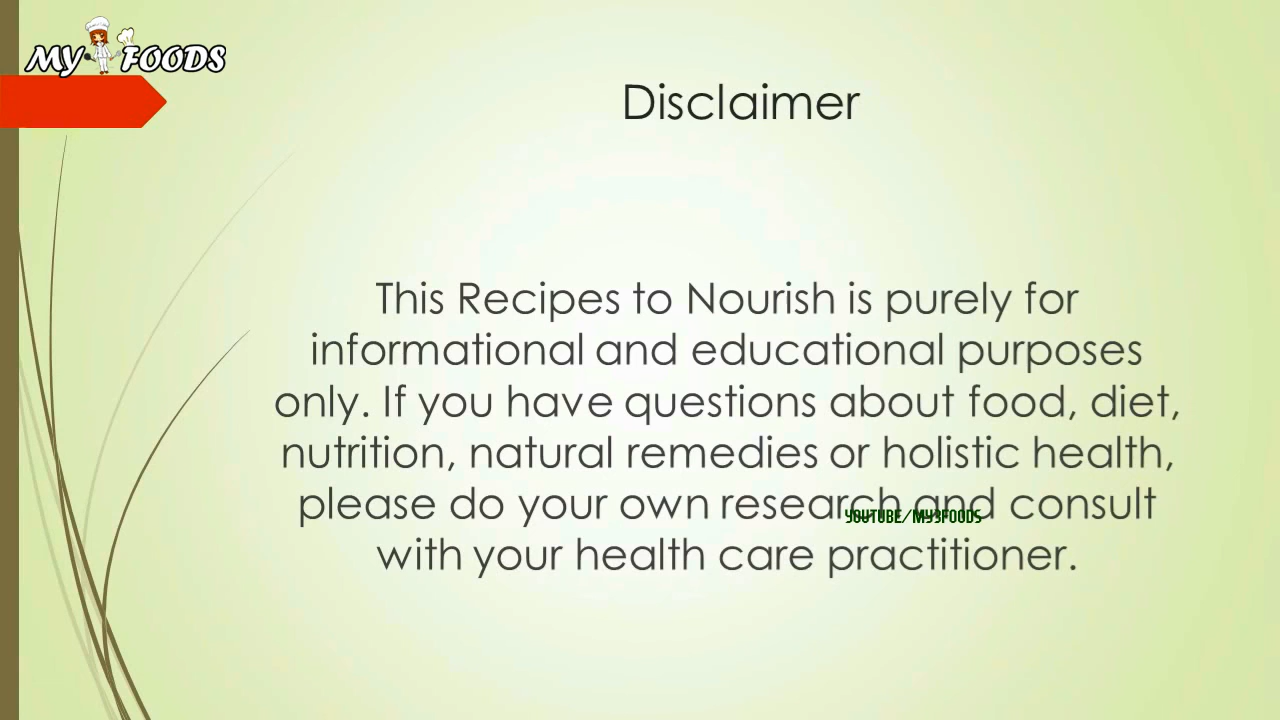 MY FOODS
Disclaimer
This Recipes to Nourish is purely for
informational and educational purposes
only. If you have questions about food, diet,
nutrition, natural remedies or holistic health,
please do your own research and consult
YOUTUBE/MY3FOODS
with your health care practitioner.